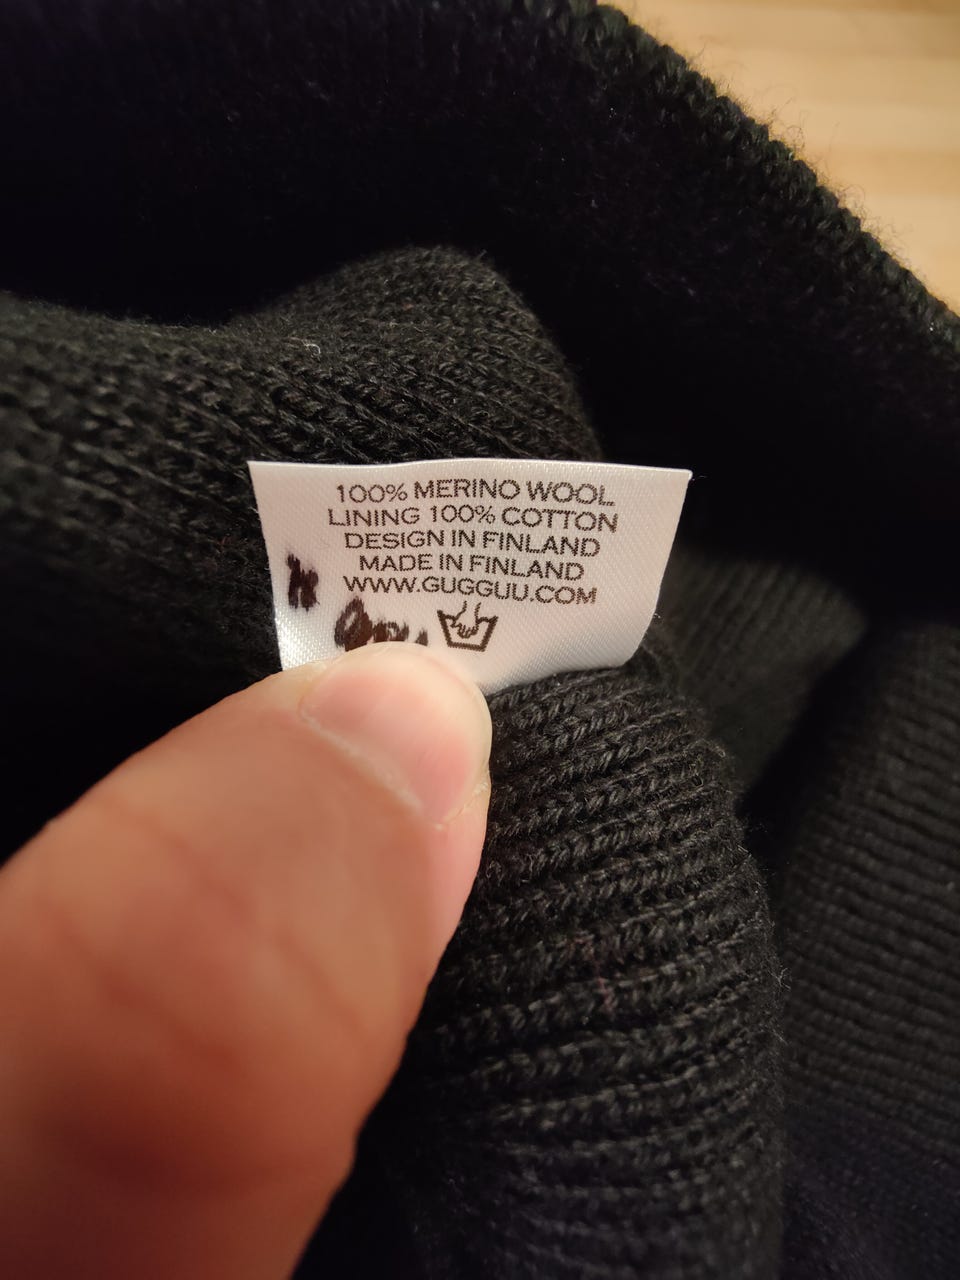 100% MERINO WOOL
LINING 100% COTTON
DESIGN IN FINLAND
MADE IN FINLAND
WWW.GUGGUU.COM